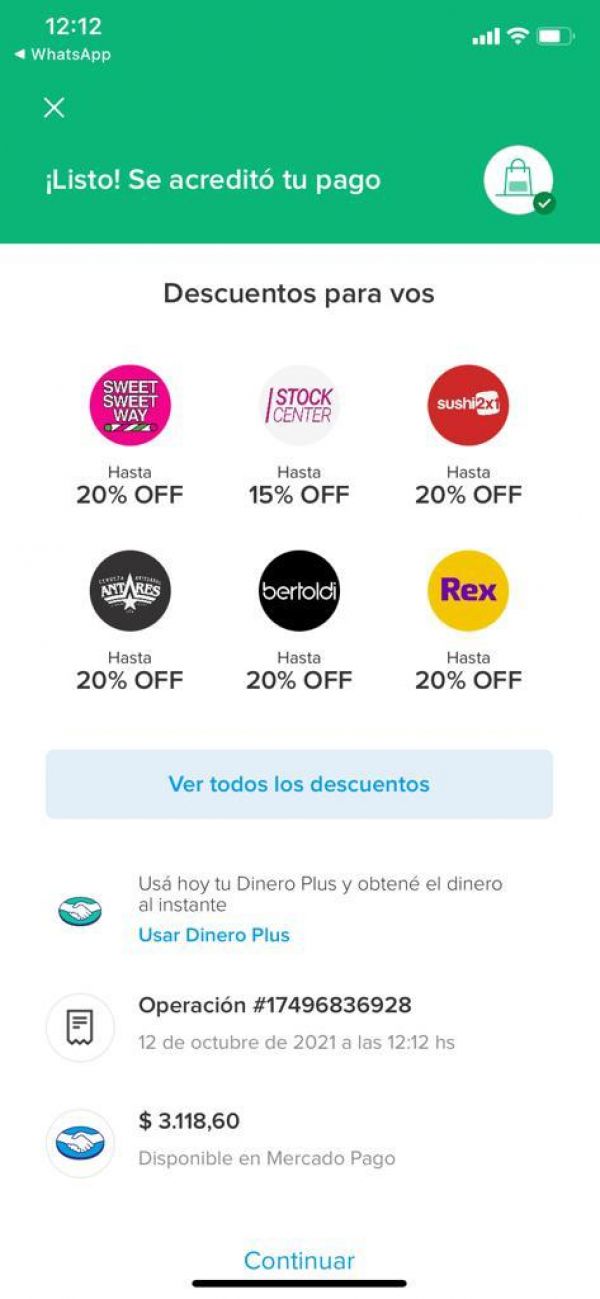 12:12
◀ WhatsApp
¡Listo! Se acreditó tu pago
Descuentos para vos
SWEET
SWEET
WAY
Hasta
20% OFF
STOCK
CENTER
Hasta
15% OFF
sushi2x1
Hasta
20% OFF
CERVEZA ARTESANAL
ANTARES
Hasta
20% OFF
bertoldi
Hasta
20% OFF
Rex
Hasta
20% OFF
Ver todos los descuentos
Usá hoy tu Dinero Plus y obtené el dinero
al instante
Usar Dinero Plus
Operación #17496836928
12 de octubre de 2021 a las 12:12 hs
$ 3.118,60
Disponible en Mercado Pago
Continuar